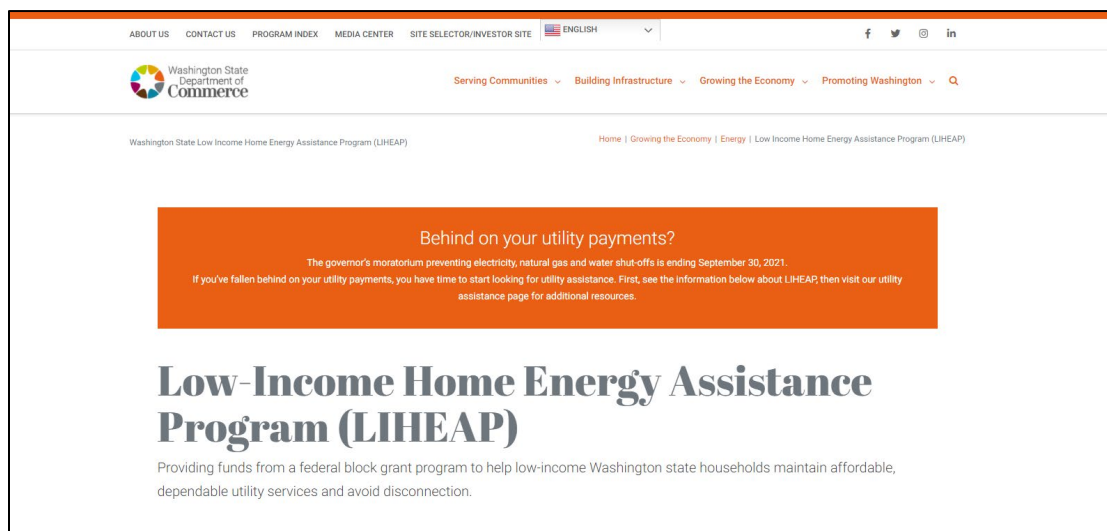 ABOUT US CONTACT US PROGRAM INDEX MEDIA CENTER SITE SELECTOR/INVESTOR SITE ENGLISH
Washington State
Department of
Commerce
Serving Communities Building Infrastructure Growing the Economy Promoting Washington
Washington State Low Income Home Energy Assistance Program (LIHEAP)
Home | Growing the Economy | Energy | Low Income Home Energy Assistance Program (LIHEAP)
Behind on your utility payments?
The governor's moratorium preventing electricity, natural gas and water shut-offs is ending September 30, 2021.
If you've fallen behind on your utility payments, you have time to start looking for utility assistance. First, see the information below about LIHEAP, then visit our utility
assistance page for additional resources.
Low-Income Home Energy Assistance
Program (LIHEAP)
Providing funds from a federal block grant program to help low-income Washington state households maintain affordable,
dependable utility services and avoid disconnection.